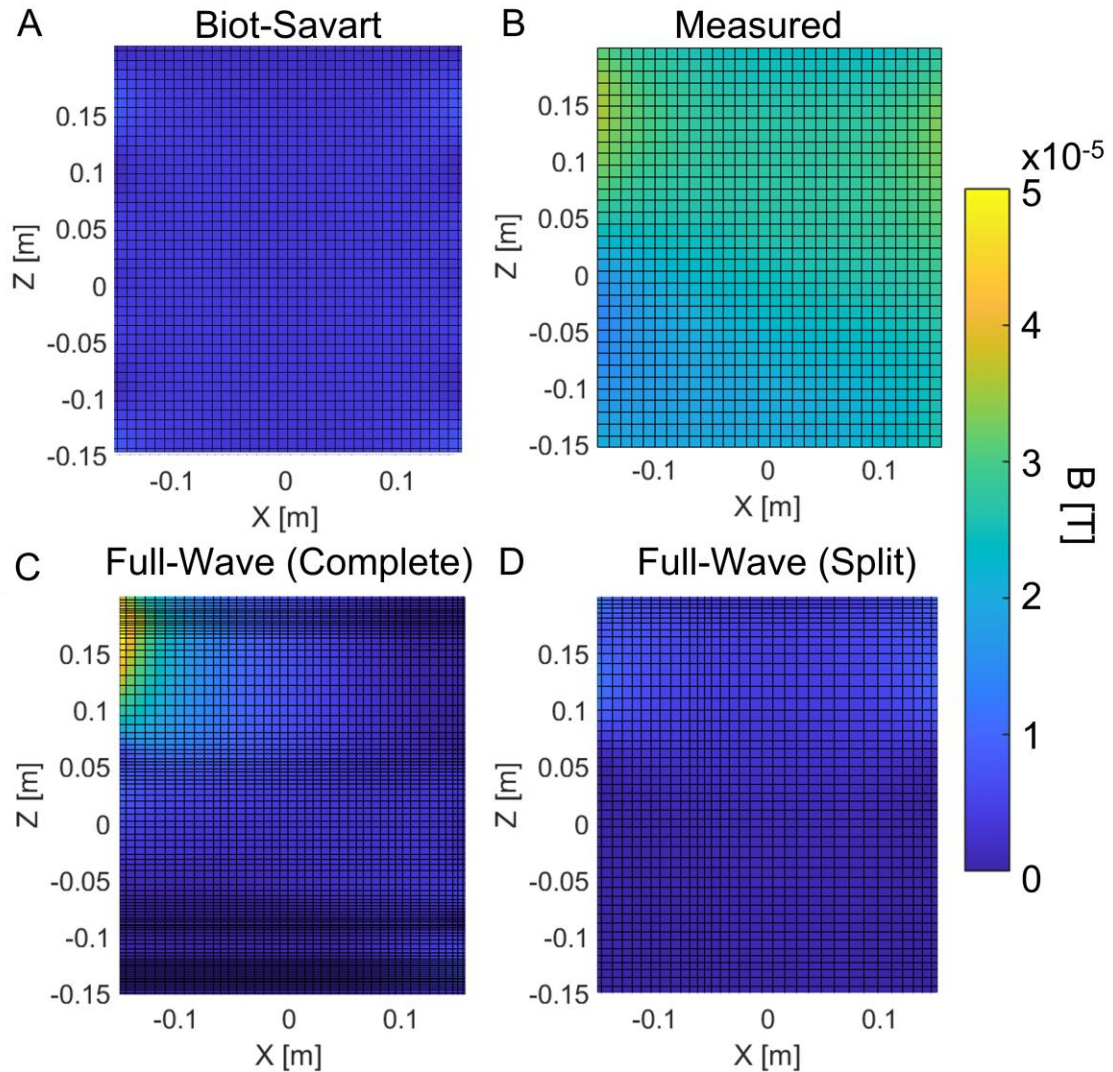 A
Biot-Savart
0.15
0.1
0.05
0
-0.05
-0.1
-0.15
Z [m]
-0.1 0 0.1
X [m]
B
Measured
0.15
0.1
0.05
0
-0.05
-0.1
-0.15
Z [m]
-0.1 0 0.1
X [m]
x10-5
5
4
3
2
1
0
B [T]
C
Full-Wave (Complete)
0.15
0.1
0.05
0
-0.05
-0.1
-0.15
Z [m]
-0.1 0 0.1
X [m]
D
Full-Wave (Split)
0.15
0.1
0.05
0
-0.05
-0.1
-0.15
Z [m]
-0.1 0 0.1
X [m]